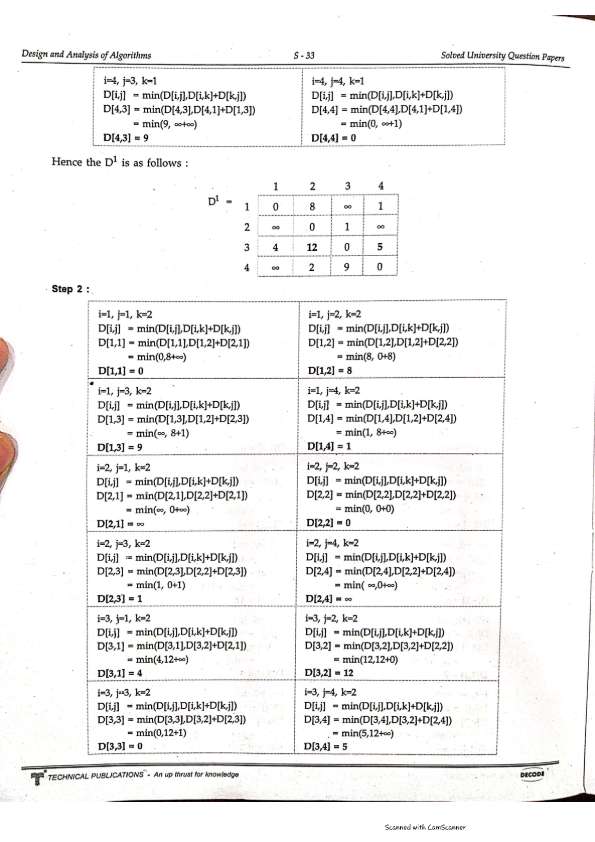 Design and Analysis of Algorithms S - 33 Solved University Question Papers
i=4, j=3, k=1
D[i,j] = min(D[i,j],D[i,k]+D[k,j])
D[4,3] = min(D[4,3],D[4,1]+D[1,3])
= min(9, ∞+∞)
D[4,3] = 9
i=4, j=4, k=1
D[i,j] = min(D[i,j],D[i,k]+D[k,j])
D[4,4] = min(D[4,4],D[4,1]+D[1,4])
= min(0, ∞+1)
D[4,4] = 0
Hence the D¹ is as follows :
1 2 3 4
D¹ = 1 0 8 ∞ 1
2 ∞ 0 1 ∞
3 4 12 0 5
4 ∞ 2 9 0
Step 2 :
i=1, j=1, k=2
D[i,j] = min(D[i,j],D[i,k]+D[k,j])
D[1,1] = min(D[1,1],D[1,2]+D[2,1])
= min(0,8+∞)
D[1,1] = 0
i=1, j=2, k=2
D[i,j] = min(D[i,j],D[i,k]+D[k,j])
D[1,2] = min(D[1,2],D[1,2]+D[2,2])
= min(8, 0+8)
D[1,2] = 8
i=1, j=3, k=2
D[i,j] = min(D[i,j],D[i,k]+D[k,j])
D[1,3] = min(D[1,3],D[1,2]+D[2,3])
= min(∞, 8+1)
D[1,3] = 9
i=1, j=4, k=2
D[i,j] = min(D[i,j],D[i,k]+D[k,j])
D[1,4] = min(D[1,4],D[1,2]+D[2,4])
= min(1, 8+∞)
D[1,4] = 1
i=2, j=1, k=2
D[i,j] = min(D[i,j],D[i,k]+D[k,j])
D[2,1] = min(D[2,1],D[2,2]+D[2,1])
= min(∞, 0+∞)
D[2,1] = ∞
i=2, j=2, k=2
D[i,j] = min(D[i,j],D[i,k]+D[k,j])
D[2,2] = min(D[2,2],D[2,2]+D[2,2])
= min(0, 0+0)
D[2,2] = 0
i=2, j=3, k=2
D[i,j] = min(D[i,j],D[i,k]+D[k,j])
D[2,3] = min(D[2,3],D[2,2]+D[2,3])
= min(1, 0+1)
D[2,3] = 1
i=2, j=4, k=2
D[i,j] = min(D[i,j],D[i,k]+D[k,j])
D[2,4] = min(D[2,4],D[2,2]+D[2,4])
= min( ∞,0+∞)
D[2,4] = ∞
i=3, j=1, k=2
D[i,j] = min(D[i,j],D[i,k]+D[k,j])
D[3,1] = min(D[3,1],D[3,2]+D[2,1])
= min(4,12+∞)
D[3,1] = 4
i=3, j=2, k=2
D[i,j] = min(D[i,j],D[i,k]+D[k,j])
D[3,2] = min(D[3,2],D[3,2]+D[2,2])
= min(12,12+0)
D[3,2] = 12
i=3, j=3, k=2
D[i,j] = min(D[i,j],D[i,k]+D[k,j])
D[3,3] = min(D[3,3],D[3,2]+D[2,3])
= min(0,12+1)
D[3,3] = 0
i=3, j=4, k=2
D[i,j] = min(D[i,j],D[i,k]+D[k,j])
D[3,4] = min(D[3,4],D[3,2]+D[2,4])
= min(5,12+∞)
D[3,4] = 5
TECHNICAL PUBLICATIONS - An up thrust for knowledge DECODE
Scanned with CamScanner